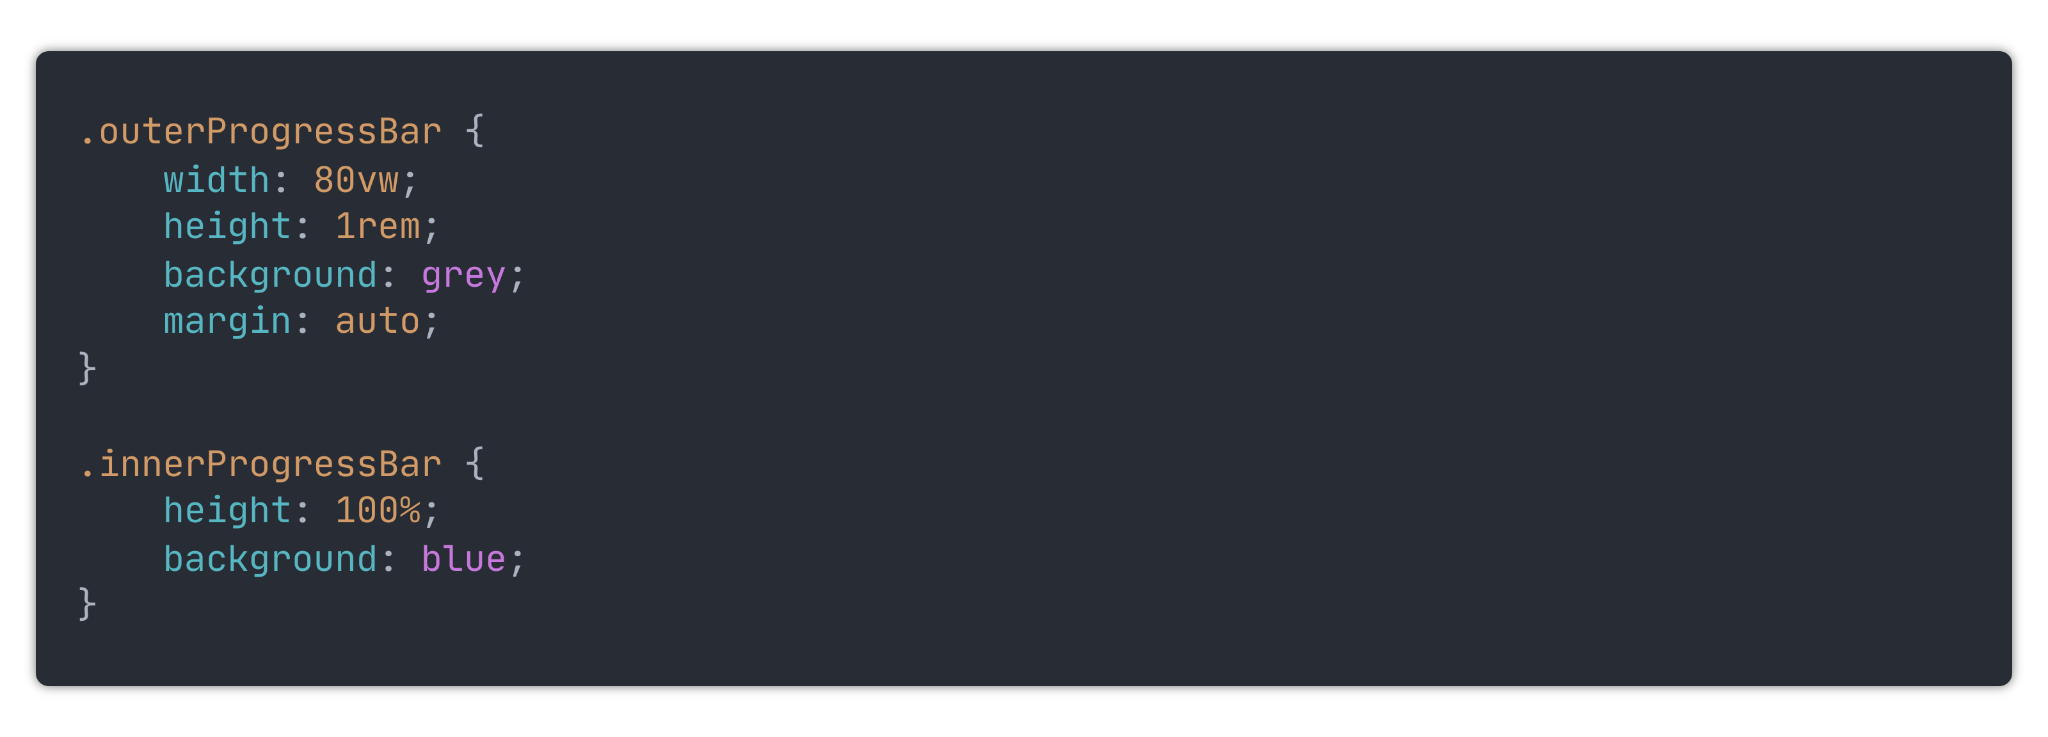 .outerProgressBar {
    width: 80vw;
    height: 1rem;
    background: grey;
    margin: auto;
}

.innerProgressBar {
    height: 100%;
    background: blue;
}